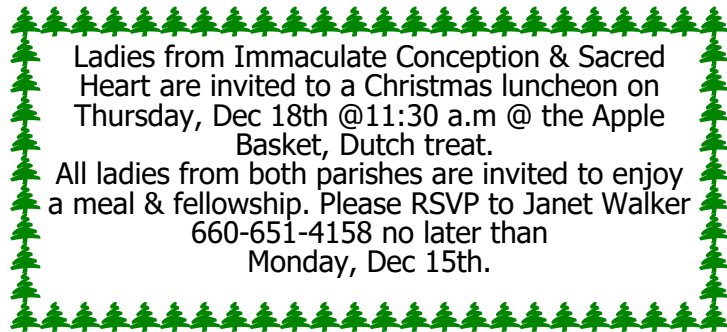 Ladies from Immaculate Conception & Sacred
Heart are invited to a Christmas luncheon on
Thursday, Dec 18th @11:30 a.m @ the Apple
Basket, Dutch treat.
All ladies from both parishes are invited to enjoy
a meal & fellowship. Please RSVP to Janet Walker
660-651-4158 no later than
Monday, Dec 15th.